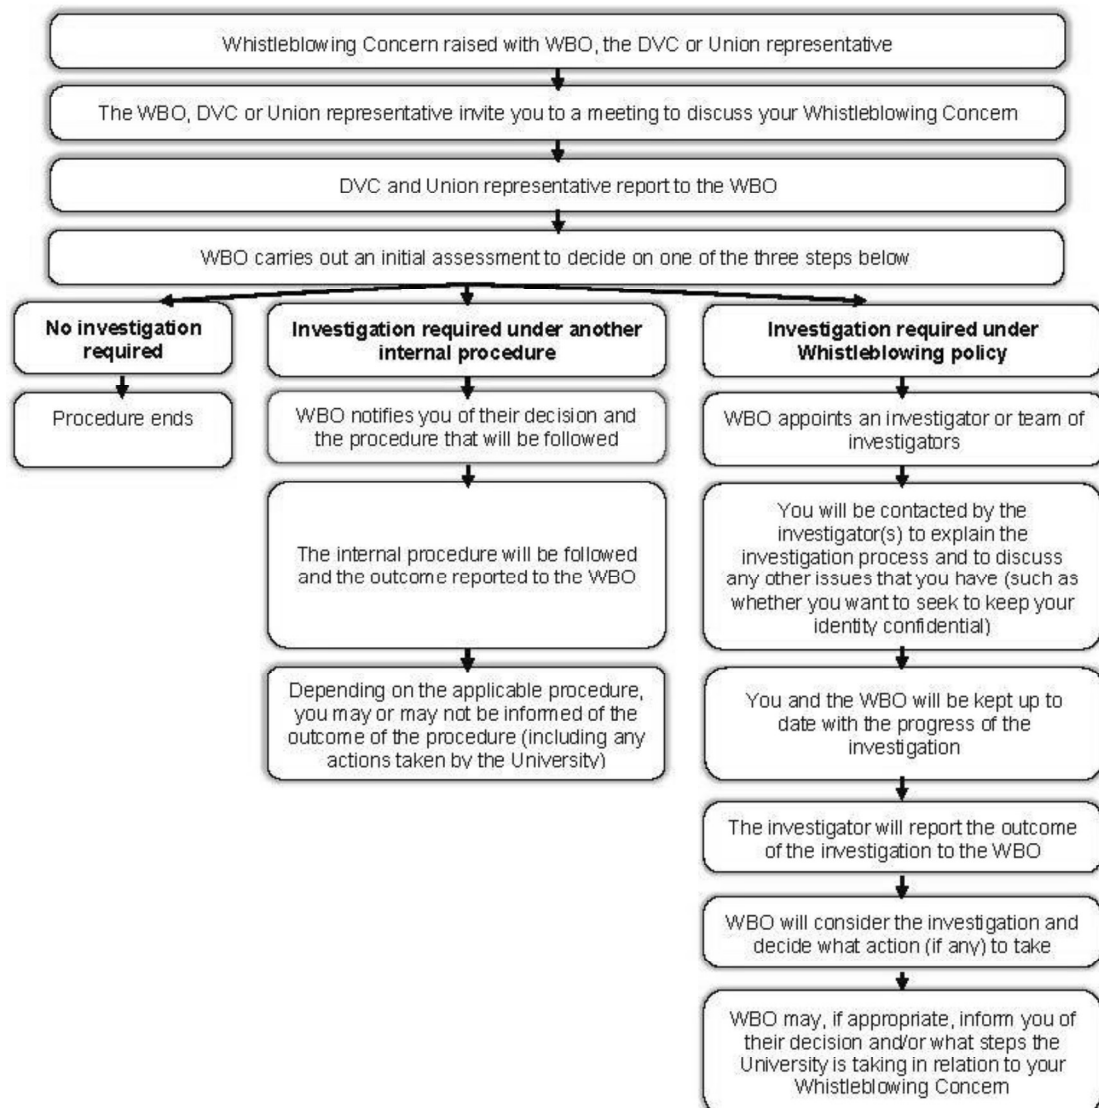 Whistleblowing Concern raised with WBO, the DVC or Union representative
The WBO, DVC or Union representative invite you to a meeting to discuss your Whistleblowing Concern
DVC and Union representative report to the WBO
WBO carries out an initial assessment to decide on one of the three steps below
No investigation
required
Procedure ends
Investigation required under another
internal procedure
WBO notifies you of their decision and
the procedure that will be followed
The internal procedure will be followed
and the outcome reported to the WBO
Depending on the applicable procedure,
you may or may not be informed of the
outcome of the procedure (including any
actions taken by the University)
Investigation required under
Whistleblowing policy
WBO appoints an investigator or team of
investigators
You will be contacted by the
investigator(s) to explain the
investigation process and to discuss
any other issues that you have (such as
whether you want to seek to keep your
identity confidential)
You and the WBO will be kept up to
date with the progress of the
investigation
The investigator will report the outcome
of the investigation to the WBO
WBO will consider the investigation and
decide what action (if any) to take
WBO may, if appropriate, inform you of
their decision and/or what steps the
University is taking in relation to your
Whistleblowing Concern